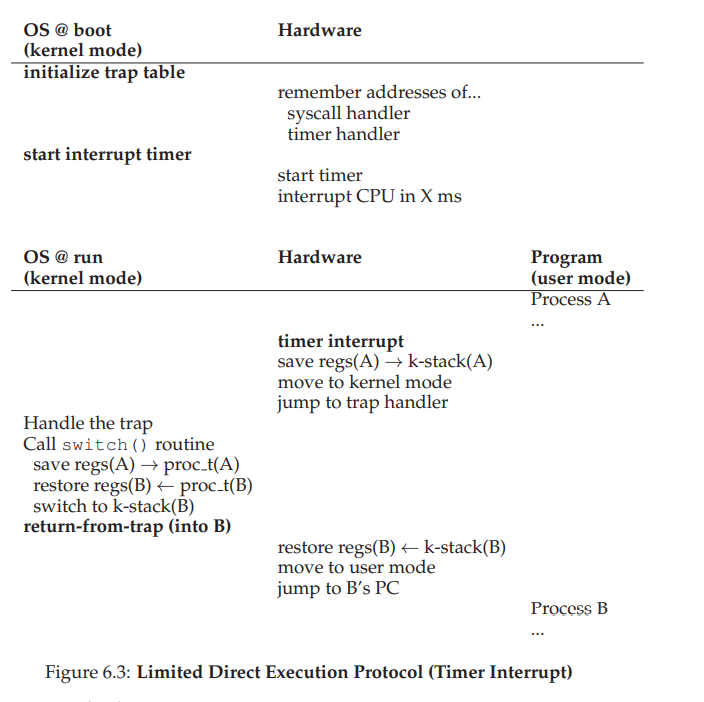 OS @ boot Hardware
(kernel mode)
initialize trap table
remember addresses of...
syscall handler
timer handler
start interrupt timer
start timer
interrupt CPU in X ms
OS @ run Hardware Program
(kernel mode) (user mode)
Process A
...
timer interrupt
save regs(A) → k-stack(A)
move to kernel mode
jump to trap handler
Handle the trap
Call switch() routine
save regs(A) → proc_t(A)
restore regs(B) ← proc_t(B)
switch to k-stack(B)
return-from-trap (into B)
restore regs(B) ← k-stack(B)
move to user mode
jump to B’s PC
Process B
...
Figure 6.3: Limited Direct Execution Protocol (Timer Interrupt)